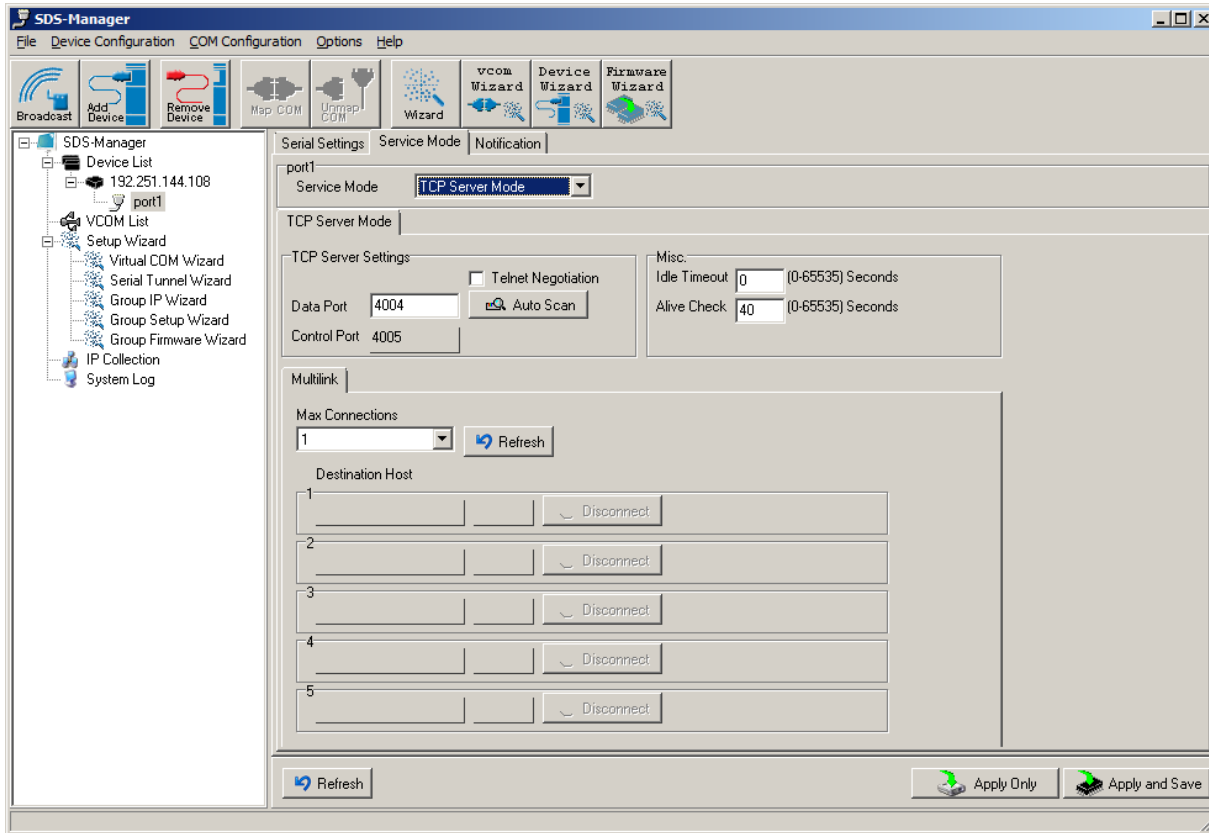 SDS-Manager
File Device Configuration COM Configuration Options Help
Broadcast
Add Device
Remove Device
Map COM
Unmap COM
Wizard
vcom Wizard
Device Wizard
Firmware Wizard
SDS-Manager
Device List
192.251.144.108
port1
VCOM List
Setup Wizard
Virtual COM Wizard
Serial Tunnel Wizard
Group IP Wizard
Group Setup Wizard
Group Firmware Wizard
IP Collection
System Log
Serial Settings Service Mode Notification
port1
Service Mode TCP Server Mode
TCP Server Mode
TCP Server Settings
Telnet Negotiation
Data Port 4004 Auto Scan
Control Port 4005
Misc.
Idle Timeout 0 (0-65535) Seconds
Alive Check 40 (0-65535) Seconds
Multilink
Max Connections
1 Refresh
Destination Host
1 Disconnect
2 Disconnect
3 Disconnect
4 Disconnect
5 Disconnect
Refresh Apply Only Apply and Save